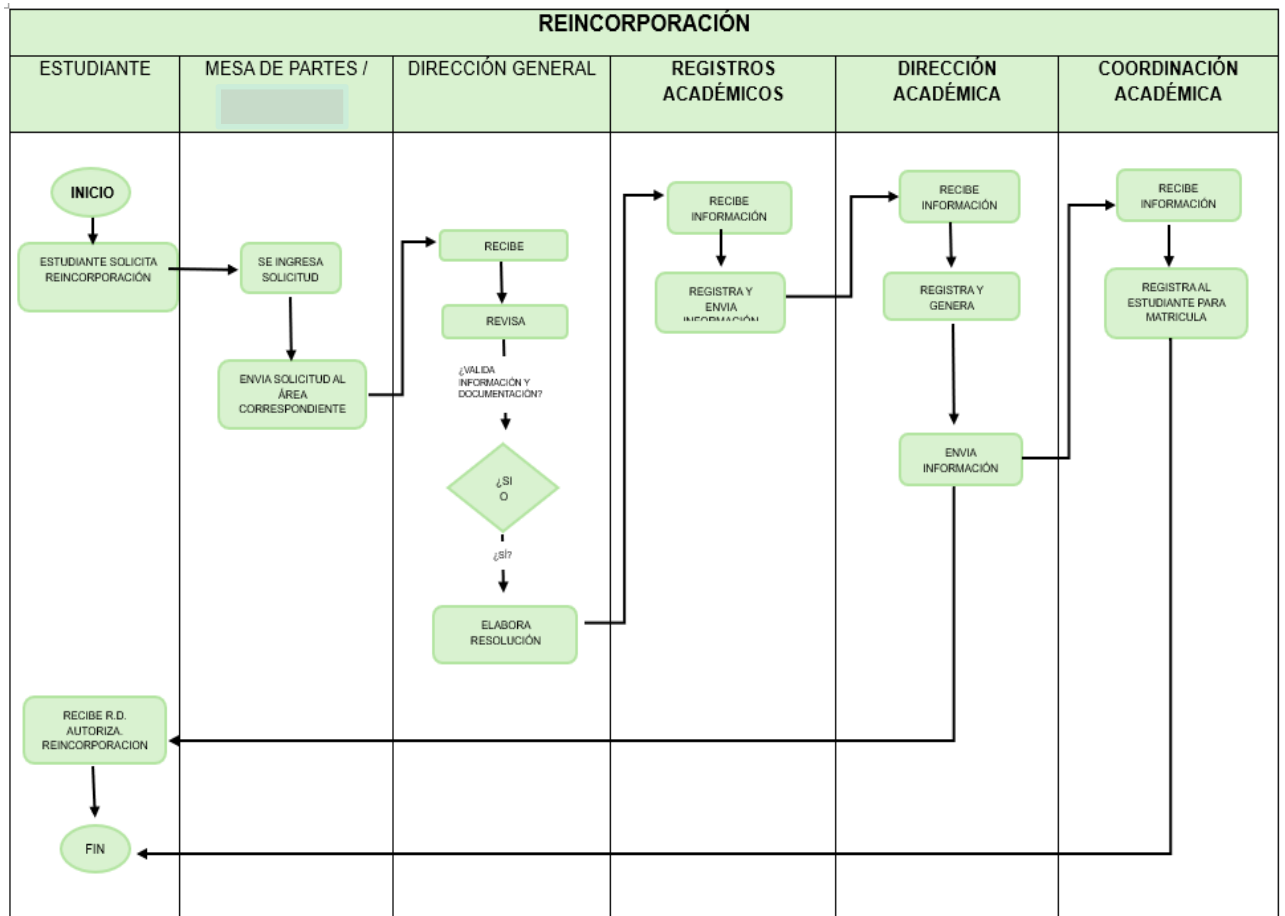 REINCORPORACIÓN
ESTUDIANTE
MESA DE PARTES /
DIRECCIÓN GENERAL
REGISTROS
ACADÉMICOS
DIRECCIÓN
ACADÉMICA
COORDINACIÓN
ACADÉMICA
INICIO
ESTUDIANTE SOLICITA
REINCORPORACIÓN
SE INGRESA
SOLICITUD
ENVIA SOLICITUD AL
ÁREA
CORRESPONDIENTE
RECIBE
REVISA
¿VALIDA
INFORMACIÓN Y
DOCUMENTACIÓN?
¿SI
O
¿SÍ?
ELABORA
RESOLUCIÓN
RECIBE
INFORMACIÓN
REGISTRA Y
ENVIA
INFORMACIÓN
RECIBE
INFORMACIÓN
REGISTRA Y
GENERA
ENVIA
INFORMACIÓN
RECIBE
INFORMACIÓN
REGISTRA AL
ESTUDIANTE PARA
MATRICULA
RECIBE R.D.
AUTORIZA.
REINCORPORACION
FIN